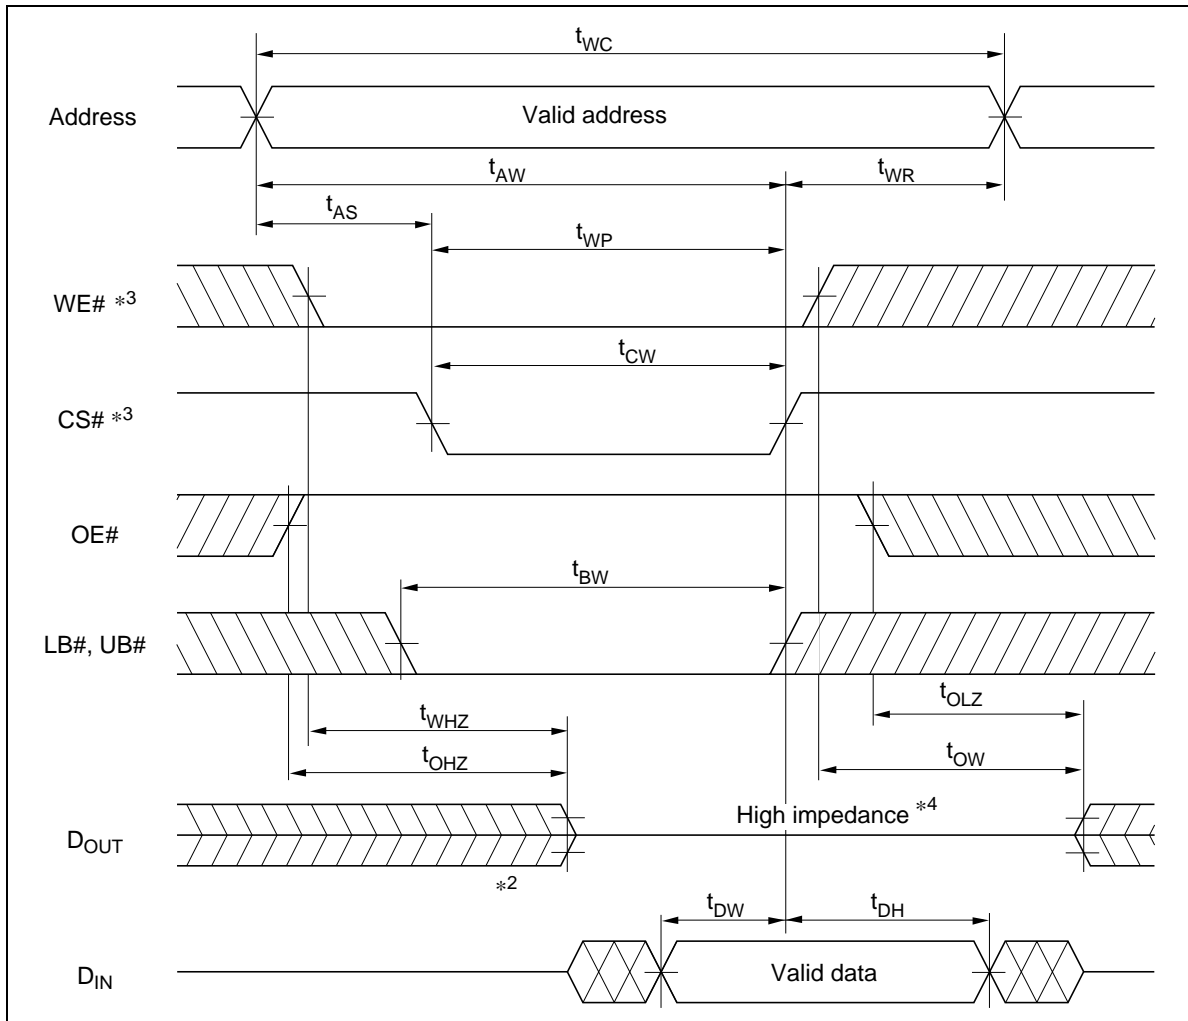 tWC
Address
Valid address
tAW
tWR
tAS
tWP
WE# *3
tCW
CS# *3
OE#
tBW
LB#, UB#
tOLZ
tWHZ
tOHZ
tOW
High impedance *4
DOUT
*2
tDW
tDH
DIN
Valid data